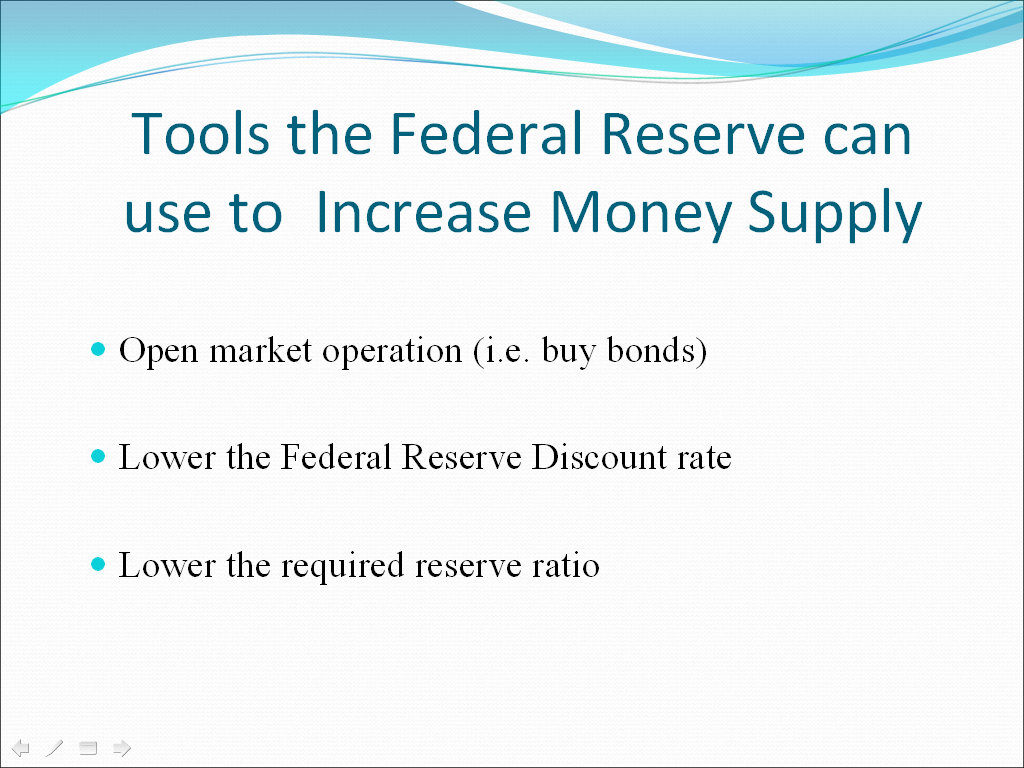 Tools the Federal Reserve can
use to  Increase Money Supply
Open market operation (i.e. buy bonds)
Lower the Federal Reserve Discount rate
Lower the required reserve ratio